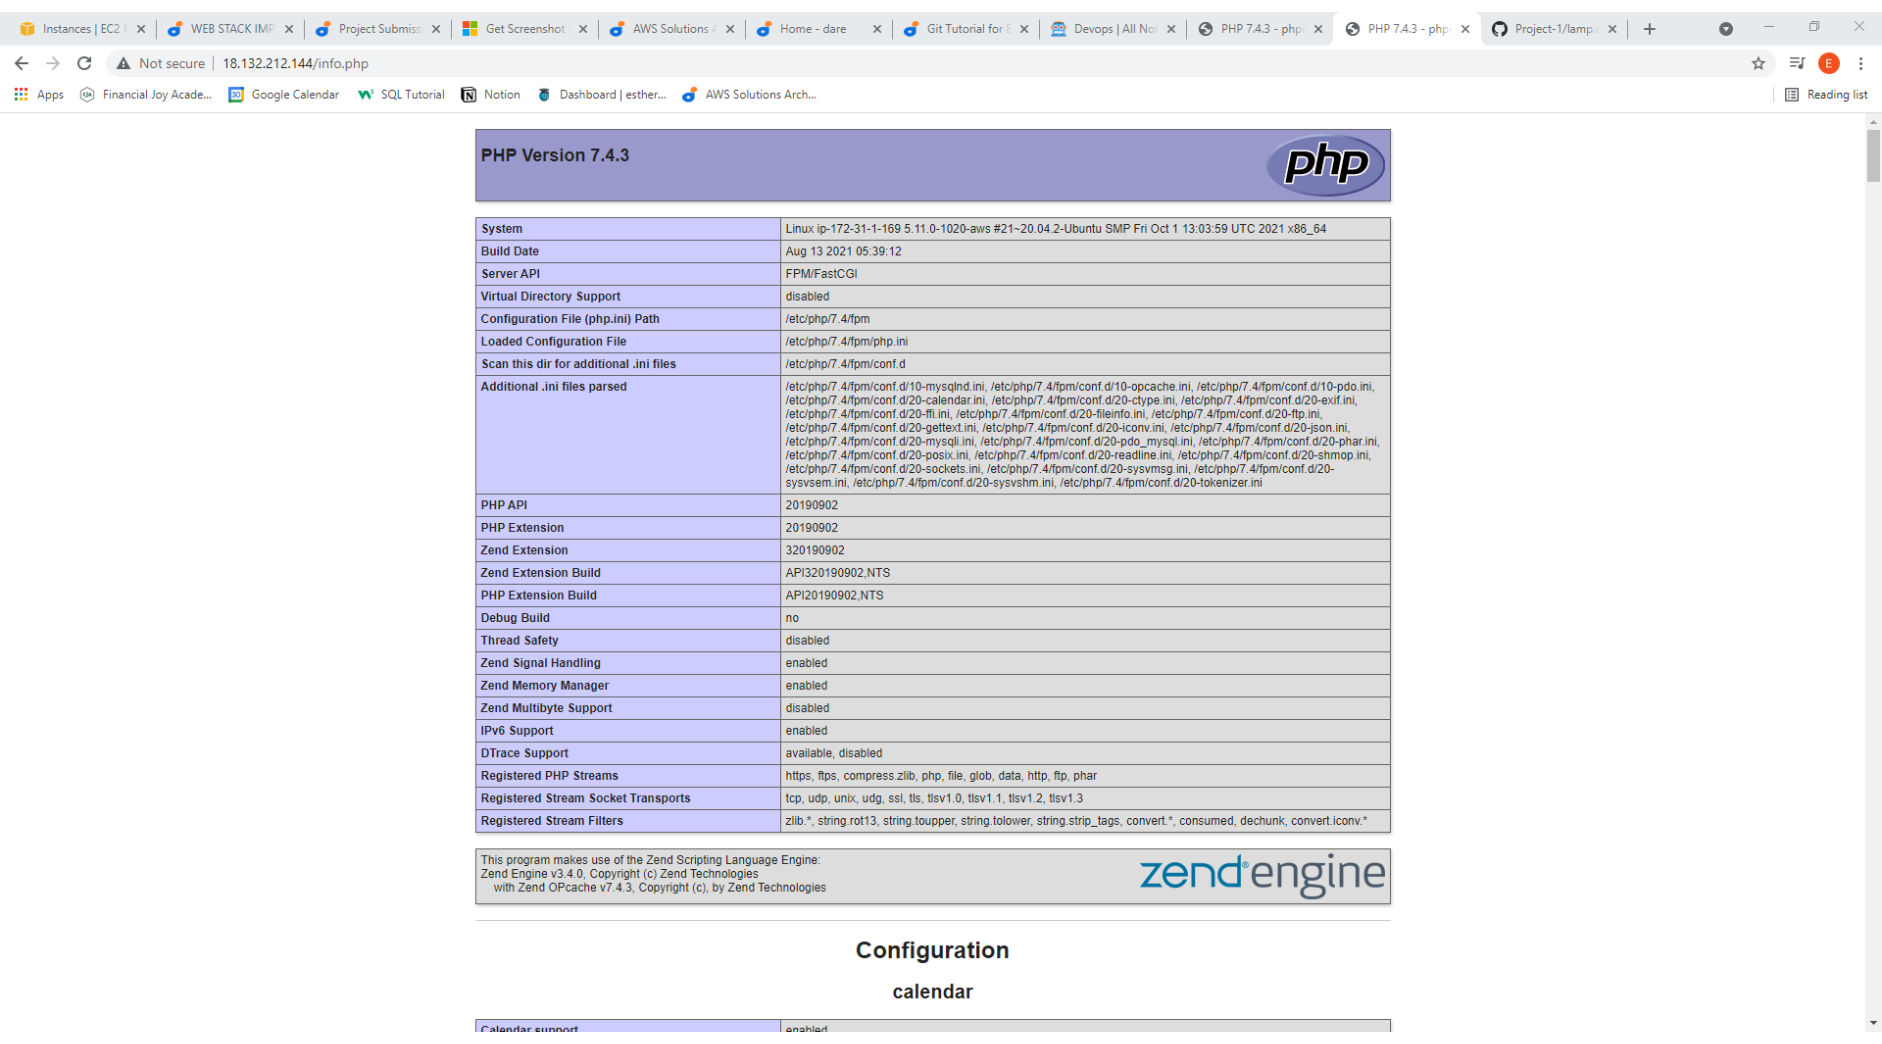 Instances | EC2
WEB STACK IMP
Project Submiss
Get Screenshot
AWS Solutions A
Home - dare
Git Tutorial for B
Devops | All Not
PHP 7.4.3 - phpi
PHP 7.4.3 - phpi
Project-1/lamp.r
Not secure | 18.132.212.144/info.php
E
Apps
Financial Joy Acade...
Google Calendar
SQL Tutorial
Notion
Dashboard | esther...
AWS Solutions Arch...
Reading list
PHP Version 7.4.3
php
System Linux ip-172-31-1-169 5.11.0-1020-aws #21~20.04.2-Ubuntu SMP Fri Oct 1 13:03:59 UTC 2021 x86_64
Build Date Aug 13 2021 05:39:12
Server API FPM/FastCGI
Virtual Directory Support disabled
Configuration File (php.ini) Path /etc/php/7.4/fpm
Loaded Configuration File /etc/php/7.4/fpm/php.ini
Scan this dir for additional .ini files /etc/php/7.4/fpm/conf.d
Additional .ini files parsed /etc/php/7.4/fpm/conf.d/10-mysqlnd.ini, /etc/php/7.4/fpm/conf.d/10-opcache.ini, /etc/php/7.4/fpm/conf.d/10-pdo.ini,
/etc/php/7.4/fpm/conf.d/20-calendar.ini, /etc/php/7.4/fpm/conf.d/20-ctype.ini, /etc/php/7.4/fpm/conf.d/20-exif.ini,
/etc/php/7.4/fpm/conf.d/20-ffi.ini, /etc/php/7.4/fpm/conf.d/20-fileinfo.ini, /etc/php/7.4/fpm/conf.d/20-ftp.ini,
/etc/php/7.4/fpm/conf.d/20-gettext.ini, /etc/php/7.4/fpm/conf.d/20-iconv.ini, /etc/php/7.4/fpm/conf.d/20-json.ini,
/etc/php/7.4/fpm/conf.d/20-mysqli.ini, /etc/php/7.4/fpm/conf.d/20-pdo_mysql.ini, /etc/php/7.4/fpm/conf.d/20-phar.ini,
/etc/php/7.4/fpm/conf.d/20-posix.ini, /etc/php/7.4/fpm/conf.d/20-readline.ini, /etc/php/7.4/fpm/conf.d/20-shmop.ini,
/etc/php/7.4/fpm/conf.d/20-sockets.ini, /etc/php/7.4/fpm/conf.d/20-sysvmsg.ini, /etc/php/7.4/fpm/conf.d/20-
sysvsem.ini, /etc/php/7.4/fpm/conf.d/20-sysvshm.ini, /etc/php/7.4/fpm/conf.d/20-tokenizer.ini
PHP API 20190902
PHP Extension 20190902
Zend Extension 320190902
Zend Extension Build API320190902,NTS
PHP Extension Build API20190902,NTS
Debug Build no
Thread Safety disabled
Zend Signal Handling enabled
Zend Memory Manager enabled
Zend Multibyte Support disabled
IPv6 Support enabled
DTrace Support available, disabled
Registered PHP Streams https, ftps, compress.zlib, php, file, glob, data, http, ftp, phar
Registered Stream Socket Transports tcp, udp, unix, udg, ssl, tls, tlsv1.0, tlsv1.1, tlsv1.2, tlsv1.3
Registered Stream Filters zlib.*, string.rot13, string.toupper, string.tolower, string.strip_tags, convert.*, consumed, dechunk, convert.iconv.*
This program makes use of the Zend Scripting Language Engine:
Zend Engine v3.4.0, Copyright (c) Zend Technologies
with Zend OPcache v7.4.3, Copyright (c), by Zend Technologies
zend® engine
Configuration
calendar
Calendar support enabled